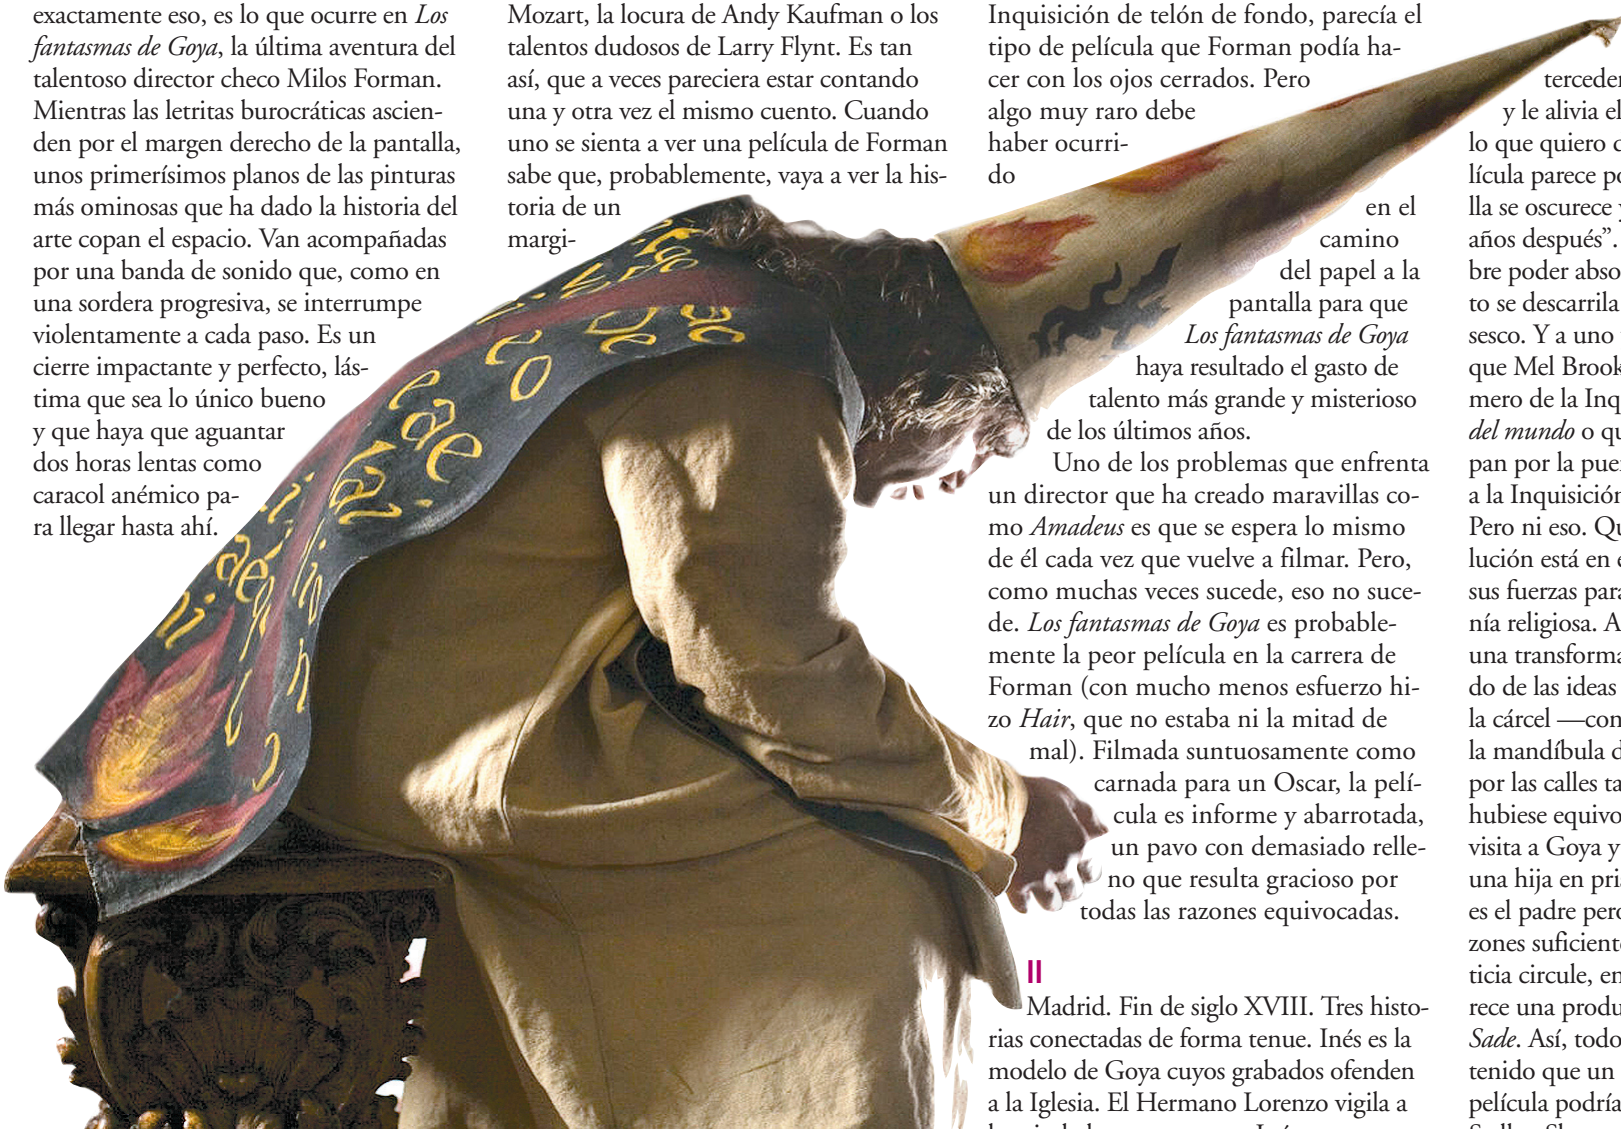 exactamente eso, es lo que ocurre en Los
fantasmas de Goya, la última aventura del
talentoso director checo Milos Forman.
Mientras las letritas burocráticas ascien-
den por el margen derecho de la pantalla,
unos primerísimos planos de las pinturas
más ominosas que ha dado la historia del
arte copan el espacio. Van acompañadas
por una banda de sonido que, como en
una sordera progresiva, se interrumpe
violentamente a cada paso. Es un
cierre impactante y perfecto, lás-
tima que sea lo único bueno
y que haya que aguantar
dos horas lentas como
caracol anémico pa-
ra llegar hasta ahí.
Mozart, la locura de Andy Kaufman o los
talentos dudosos de Larry Flynt. Es tan
así, que a veces pareciera estar contando
una y otra vez el mismo cuento. Cuando
uno se sienta a ver una película de Forman
sabe que, probablemente, vaya a ver la his-
toria de un
margi-
Inquisición de telón de fondo, parecía el
tipo de película que Forman podía ha-
cer con los ojos cerrados. Pero
algo muy raro debe
haber ocurri-
do
en el
camino
del papel a la
pantalla para que
Los fantasmas de Goya
haya resultado el gasto de
talento más grande y misterioso
de los últimos años.
Uno de los problemas que enfrenta
un director que ha creado maravillas co-
mo Amadeus es que se espera lo mismo
de él cada vez que vuelve a filmar. Pero,
como muchas veces sucede, eso no suce-
de. Los fantasmas de Goya es probable-
mente la peor película en la carrera de
Forman (con mucho menos esfuerzo hi-
zo Hair, que no estaba ni la mitad de
mal). Filmada suntuosamente como
carnada para un Oscar, la pelí-
cula es informe y abarrotada,
un pavo con demasiado relle-
no que resulta gracioso por
todas las razones equivocadas.
II
Madrid. Fin de siglo XVIII. Tres histo-
rias conectadas de forma tenue. Inés es la
modelo de Goya cuyos grabados ofenden
a la Iglesia. El Hermano Lorenzo vigila a
terceder
y le alivia el
lo que quiero d
lícula parece po
lla se oscurece y
años después".
bre poder abso
to se descarrila
sesco. Y a uno
que Mel Brook
mero de la Inq
del mundo o qu
pan por la puer
a la Inquisición
Pero ni eso. Qu
lución está en e
sus fuerzas para
nía religiosa. A
una transforma
do de las ideas
la cárcel —con
la mandíbula d
por las calles ta
hubiese equivo
visita a Goya y
una hija en pris
es el padre pero
zones suficiente
ticia circule, en
rece una produ
Sade. Así, todo
tenido que un
película podría